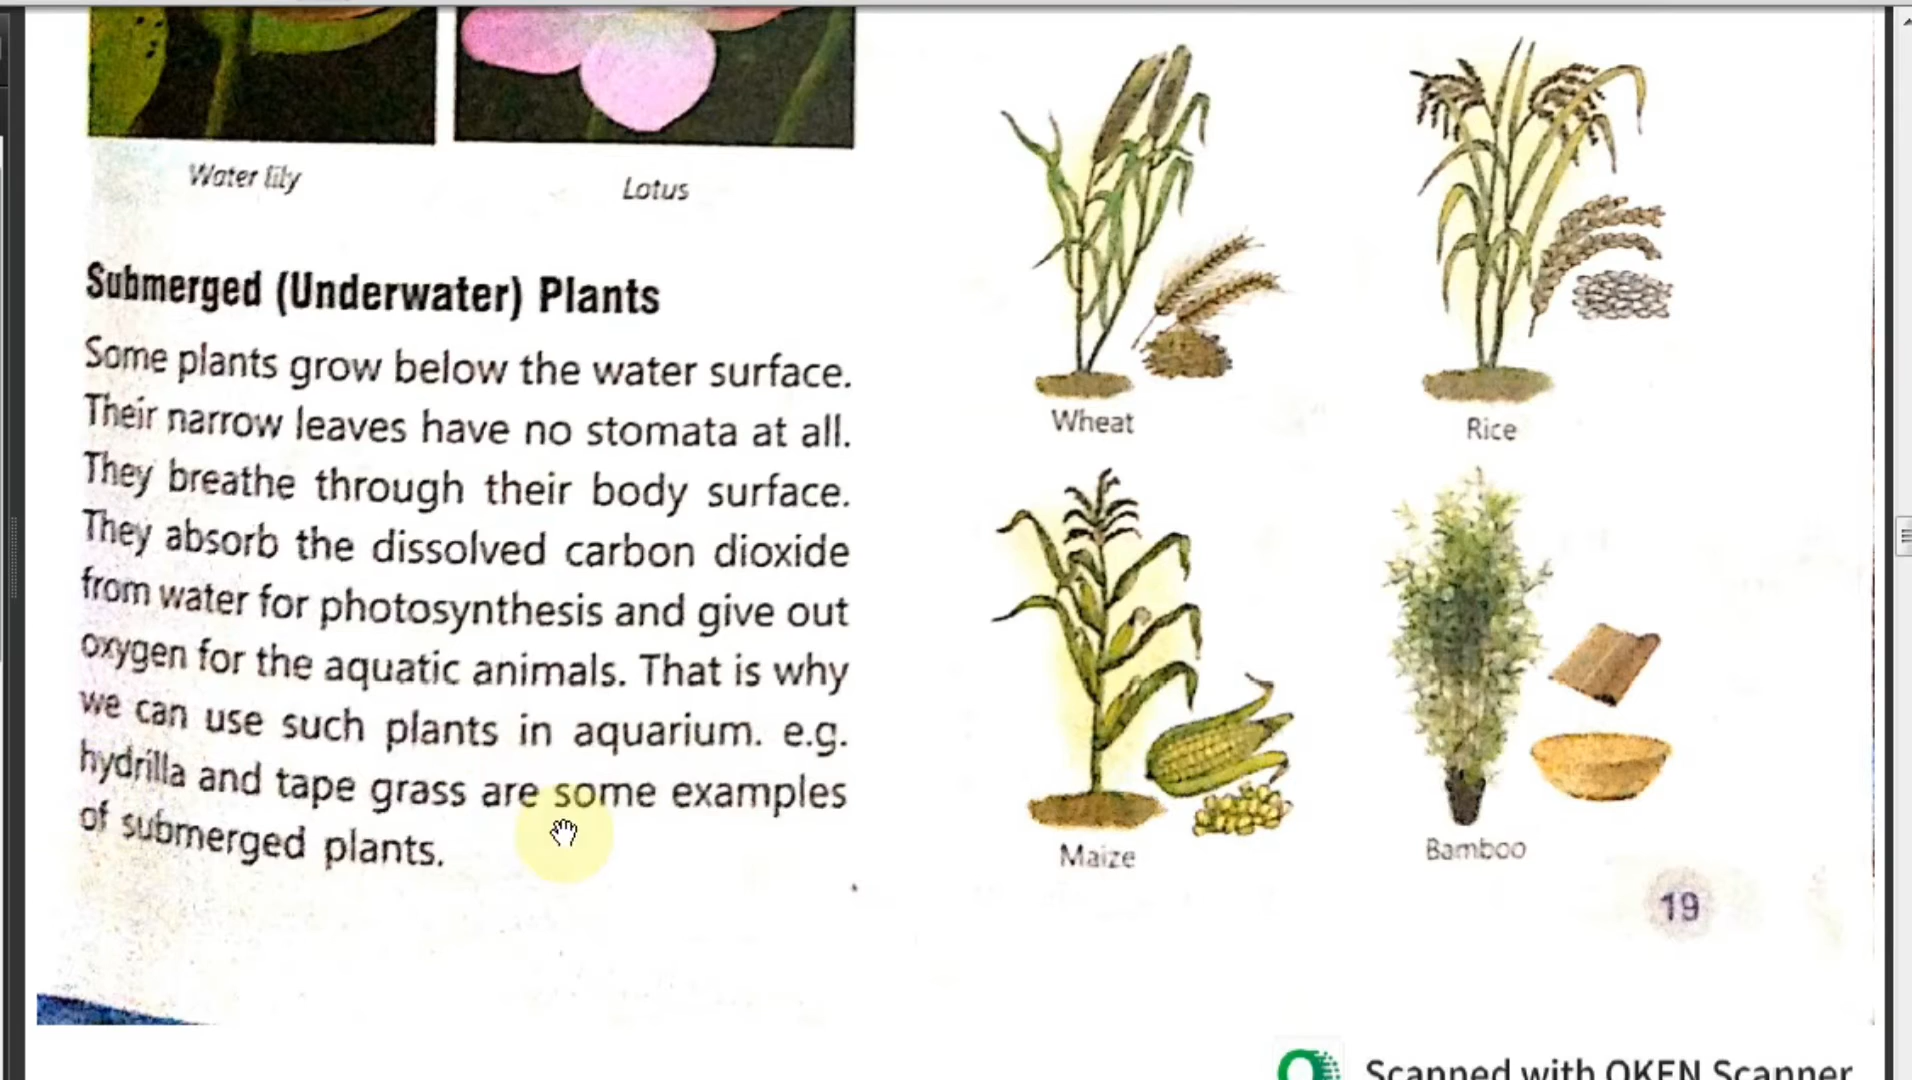 Water lily
Lotus
Submerged (Underwater) Plants
Some plants grow below the water surface.
Their narrow leaves have no stomata at all.
They breathe through their body surface.
They absorb the dissolved carbon dioxide
from water for photosynthesis and give out
oxygen for the aquatic animals. That is why
we can use such plants in aquarium. e.g.
hydrilla and tape grass are some examples
of submerged plants.
Wheat
Rice
Maize
Bamboo
19
Scanned with OKEN Scanner